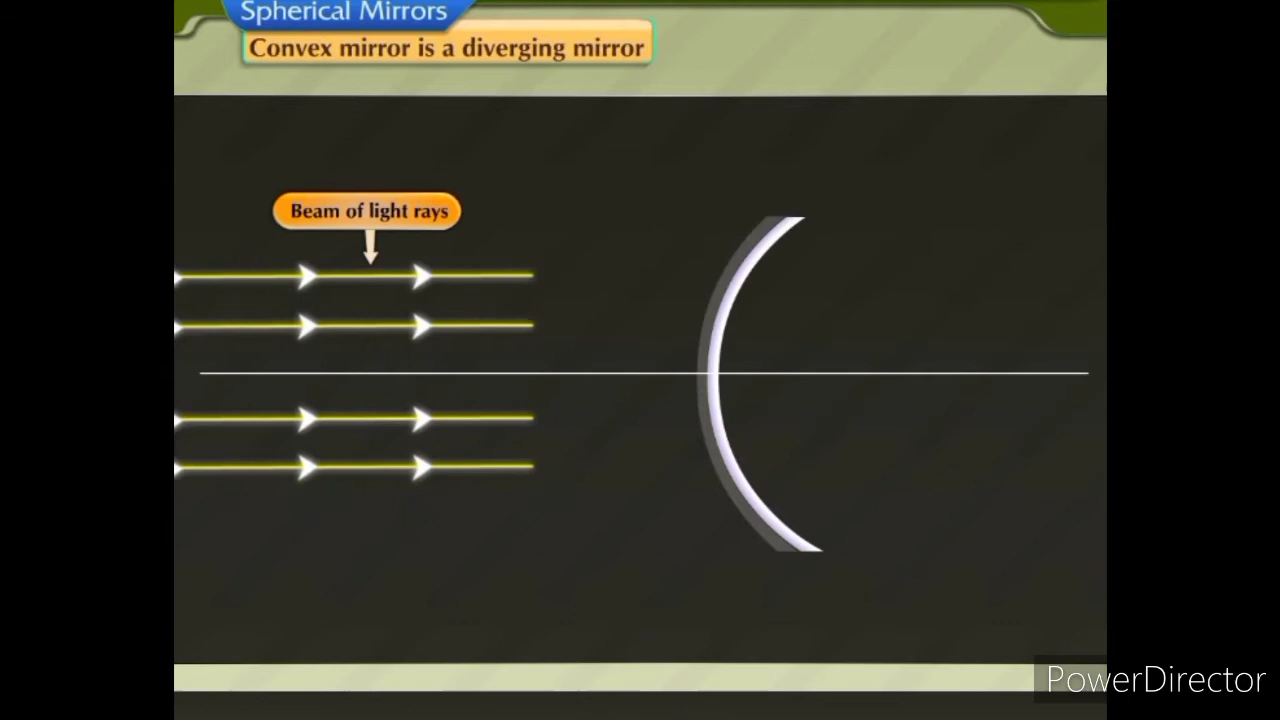 Spherical Mirrors
Convex mirror is a diverging mirror
Beam of light rays
PowerDirector